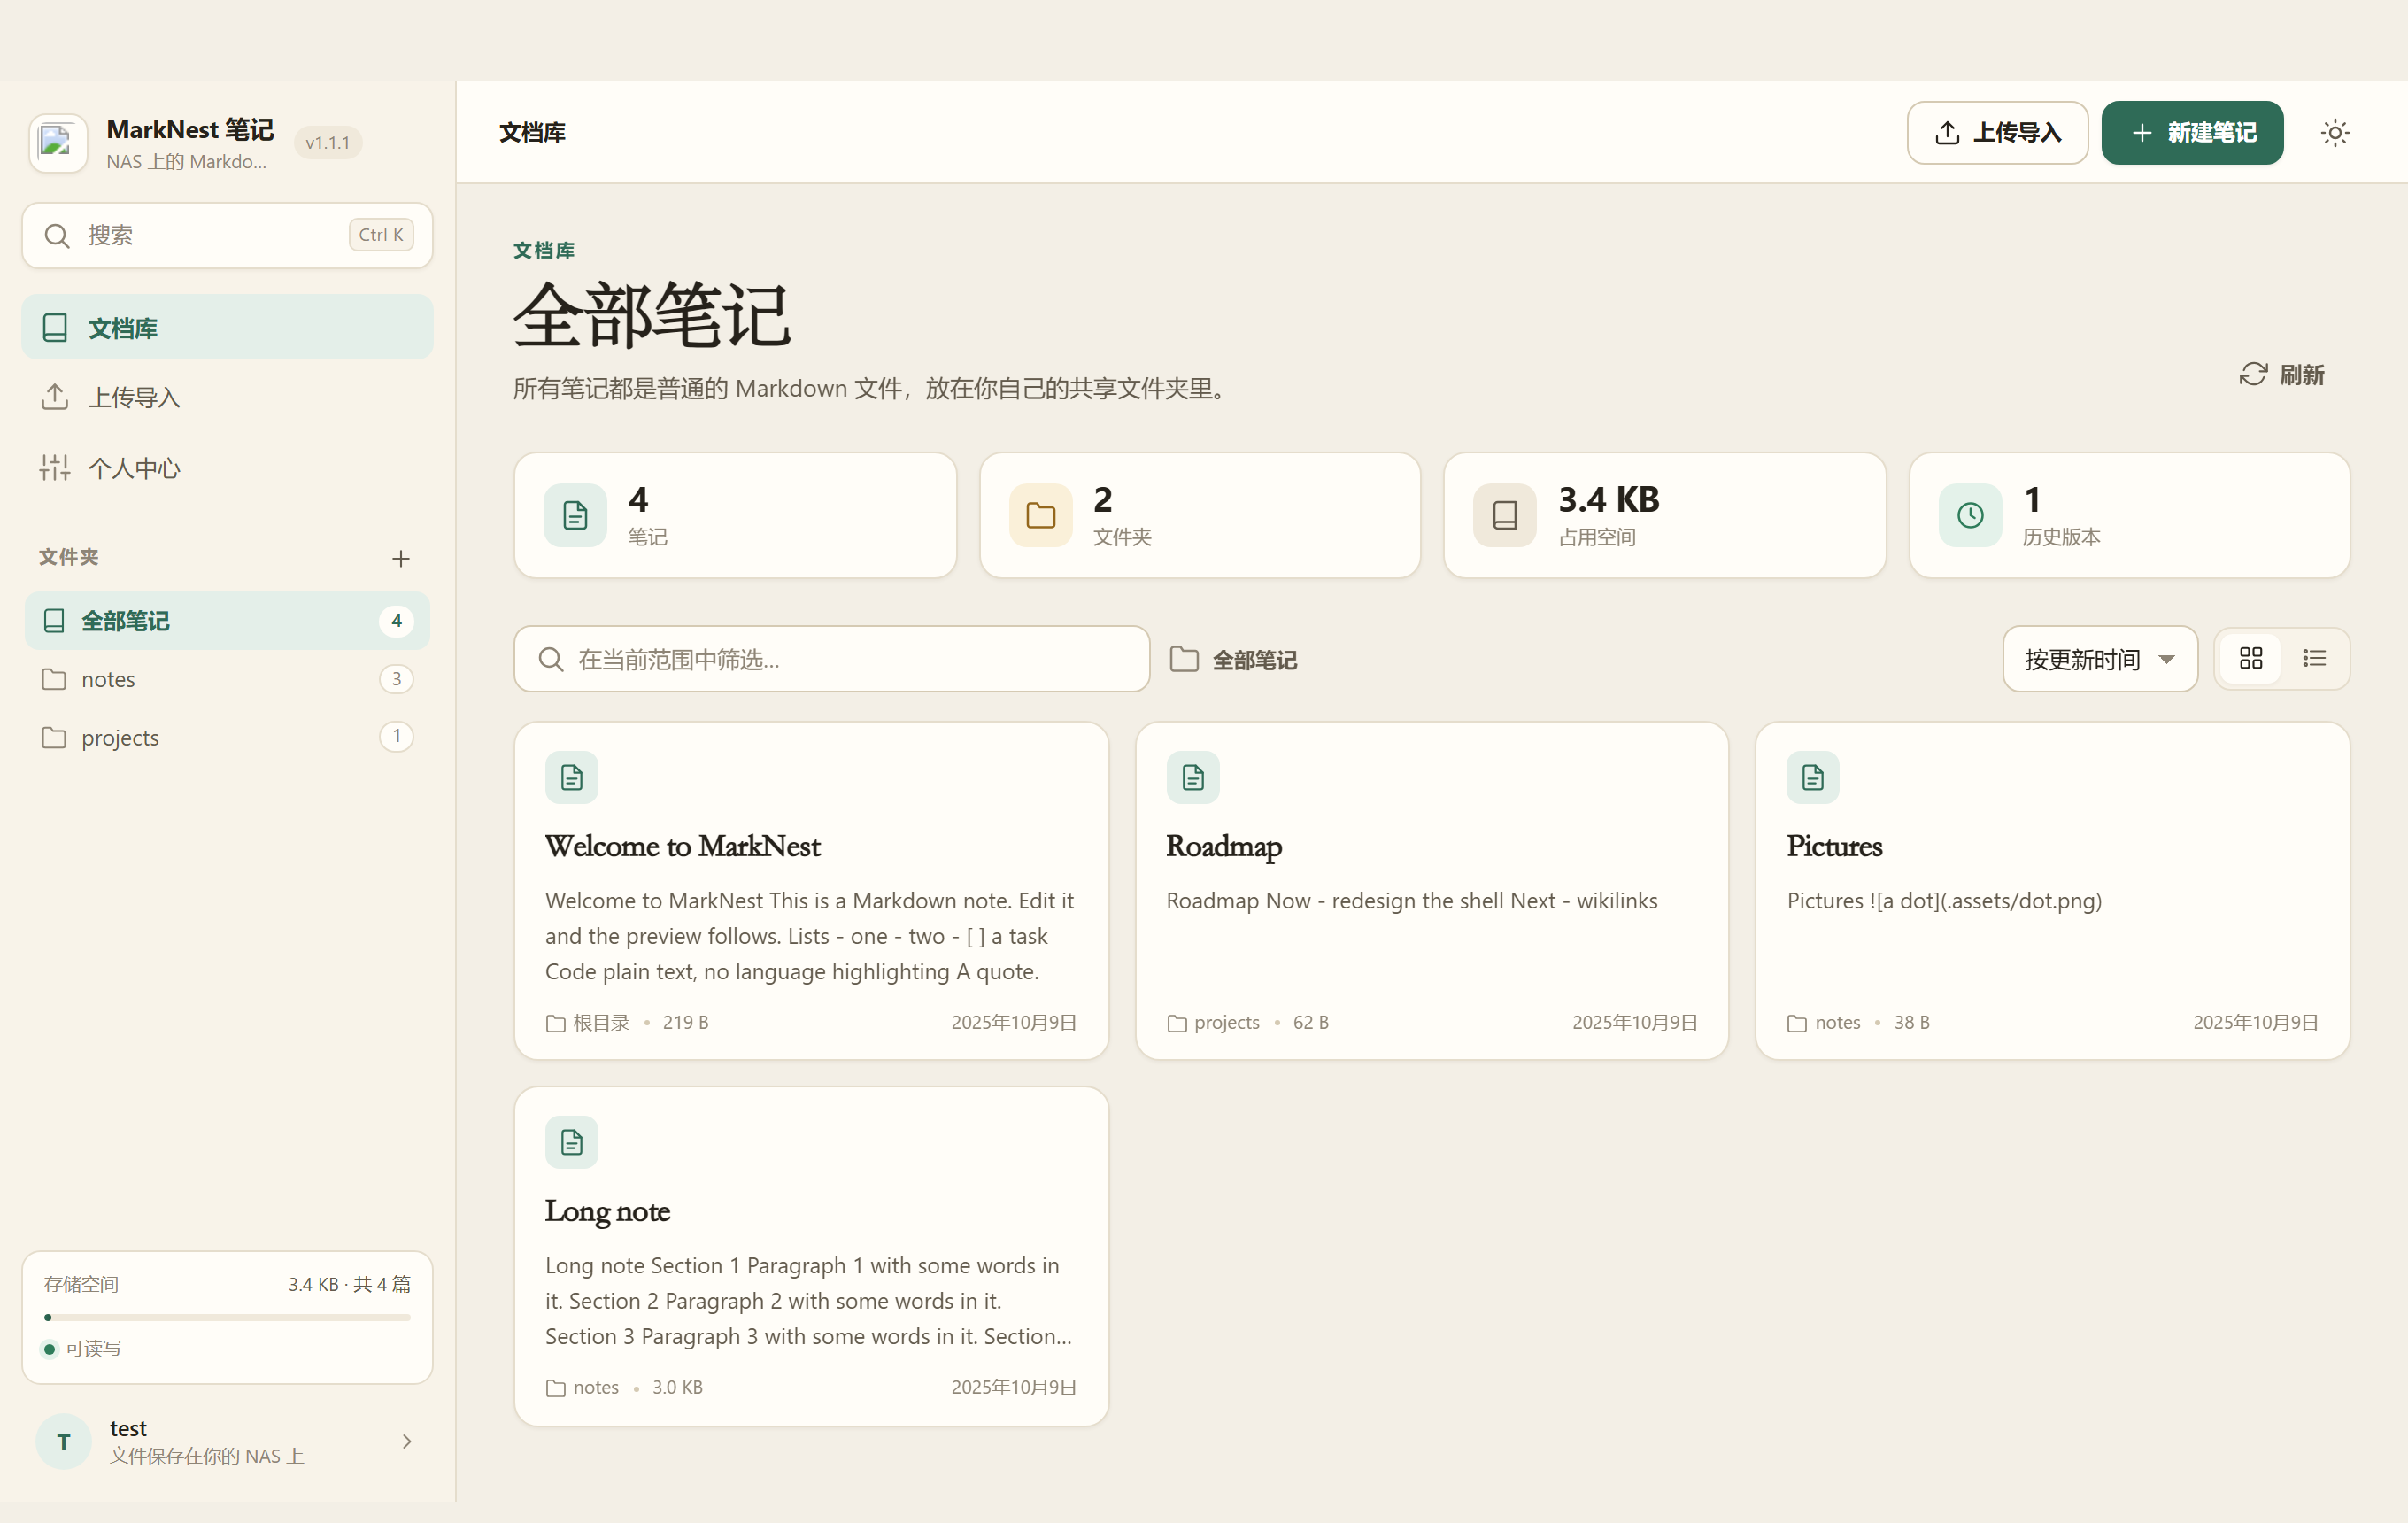 MarkNest 笔记
v1.1.1
NAS 上的 Markdo...
搜索
Ctrl K
文档库
上传导入
个人中心
文件夹
全部笔记
4
notes
3
projects
1
存储空间
3.4 KB · 共 4 篇
可读写
T
test
文件保存在你的 NAS 上
文档库
上传导入
新建笔记
文档库
全部笔记
所有笔记都是普通的 Markdown 文件，放在你自己的共享文件夹里。
刷新
4
笔记
2
文件夹
3.4 KB
占用空间
1
历史版本
在当前范围中筛选...
全部笔记
按更新时间
Welcome to MarkNest
Welcome to MarkNest This is a Markdown note. Edit it
and the preview follows. Lists - one - two - [ ] a task
Code plain text, no language highlighting A quote.
根目录 • 219 B
2025年10月9日
Roadmap
Roadmap Now - redesign the shell Next - wikilinks
projects • 62 B
2025年10月9日
Pictures
Pictures ![a dot](.assets/dot.png)
notes • 38 B
2025年10月9日
Long note
Long note Section 1 Paragraph 1 with some words in
it. Section 2 Paragraph 2 with some words in it.
Section 3 Paragraph 3 with some words in it. Section...
notes • 3.0 KB
2025年10月9日